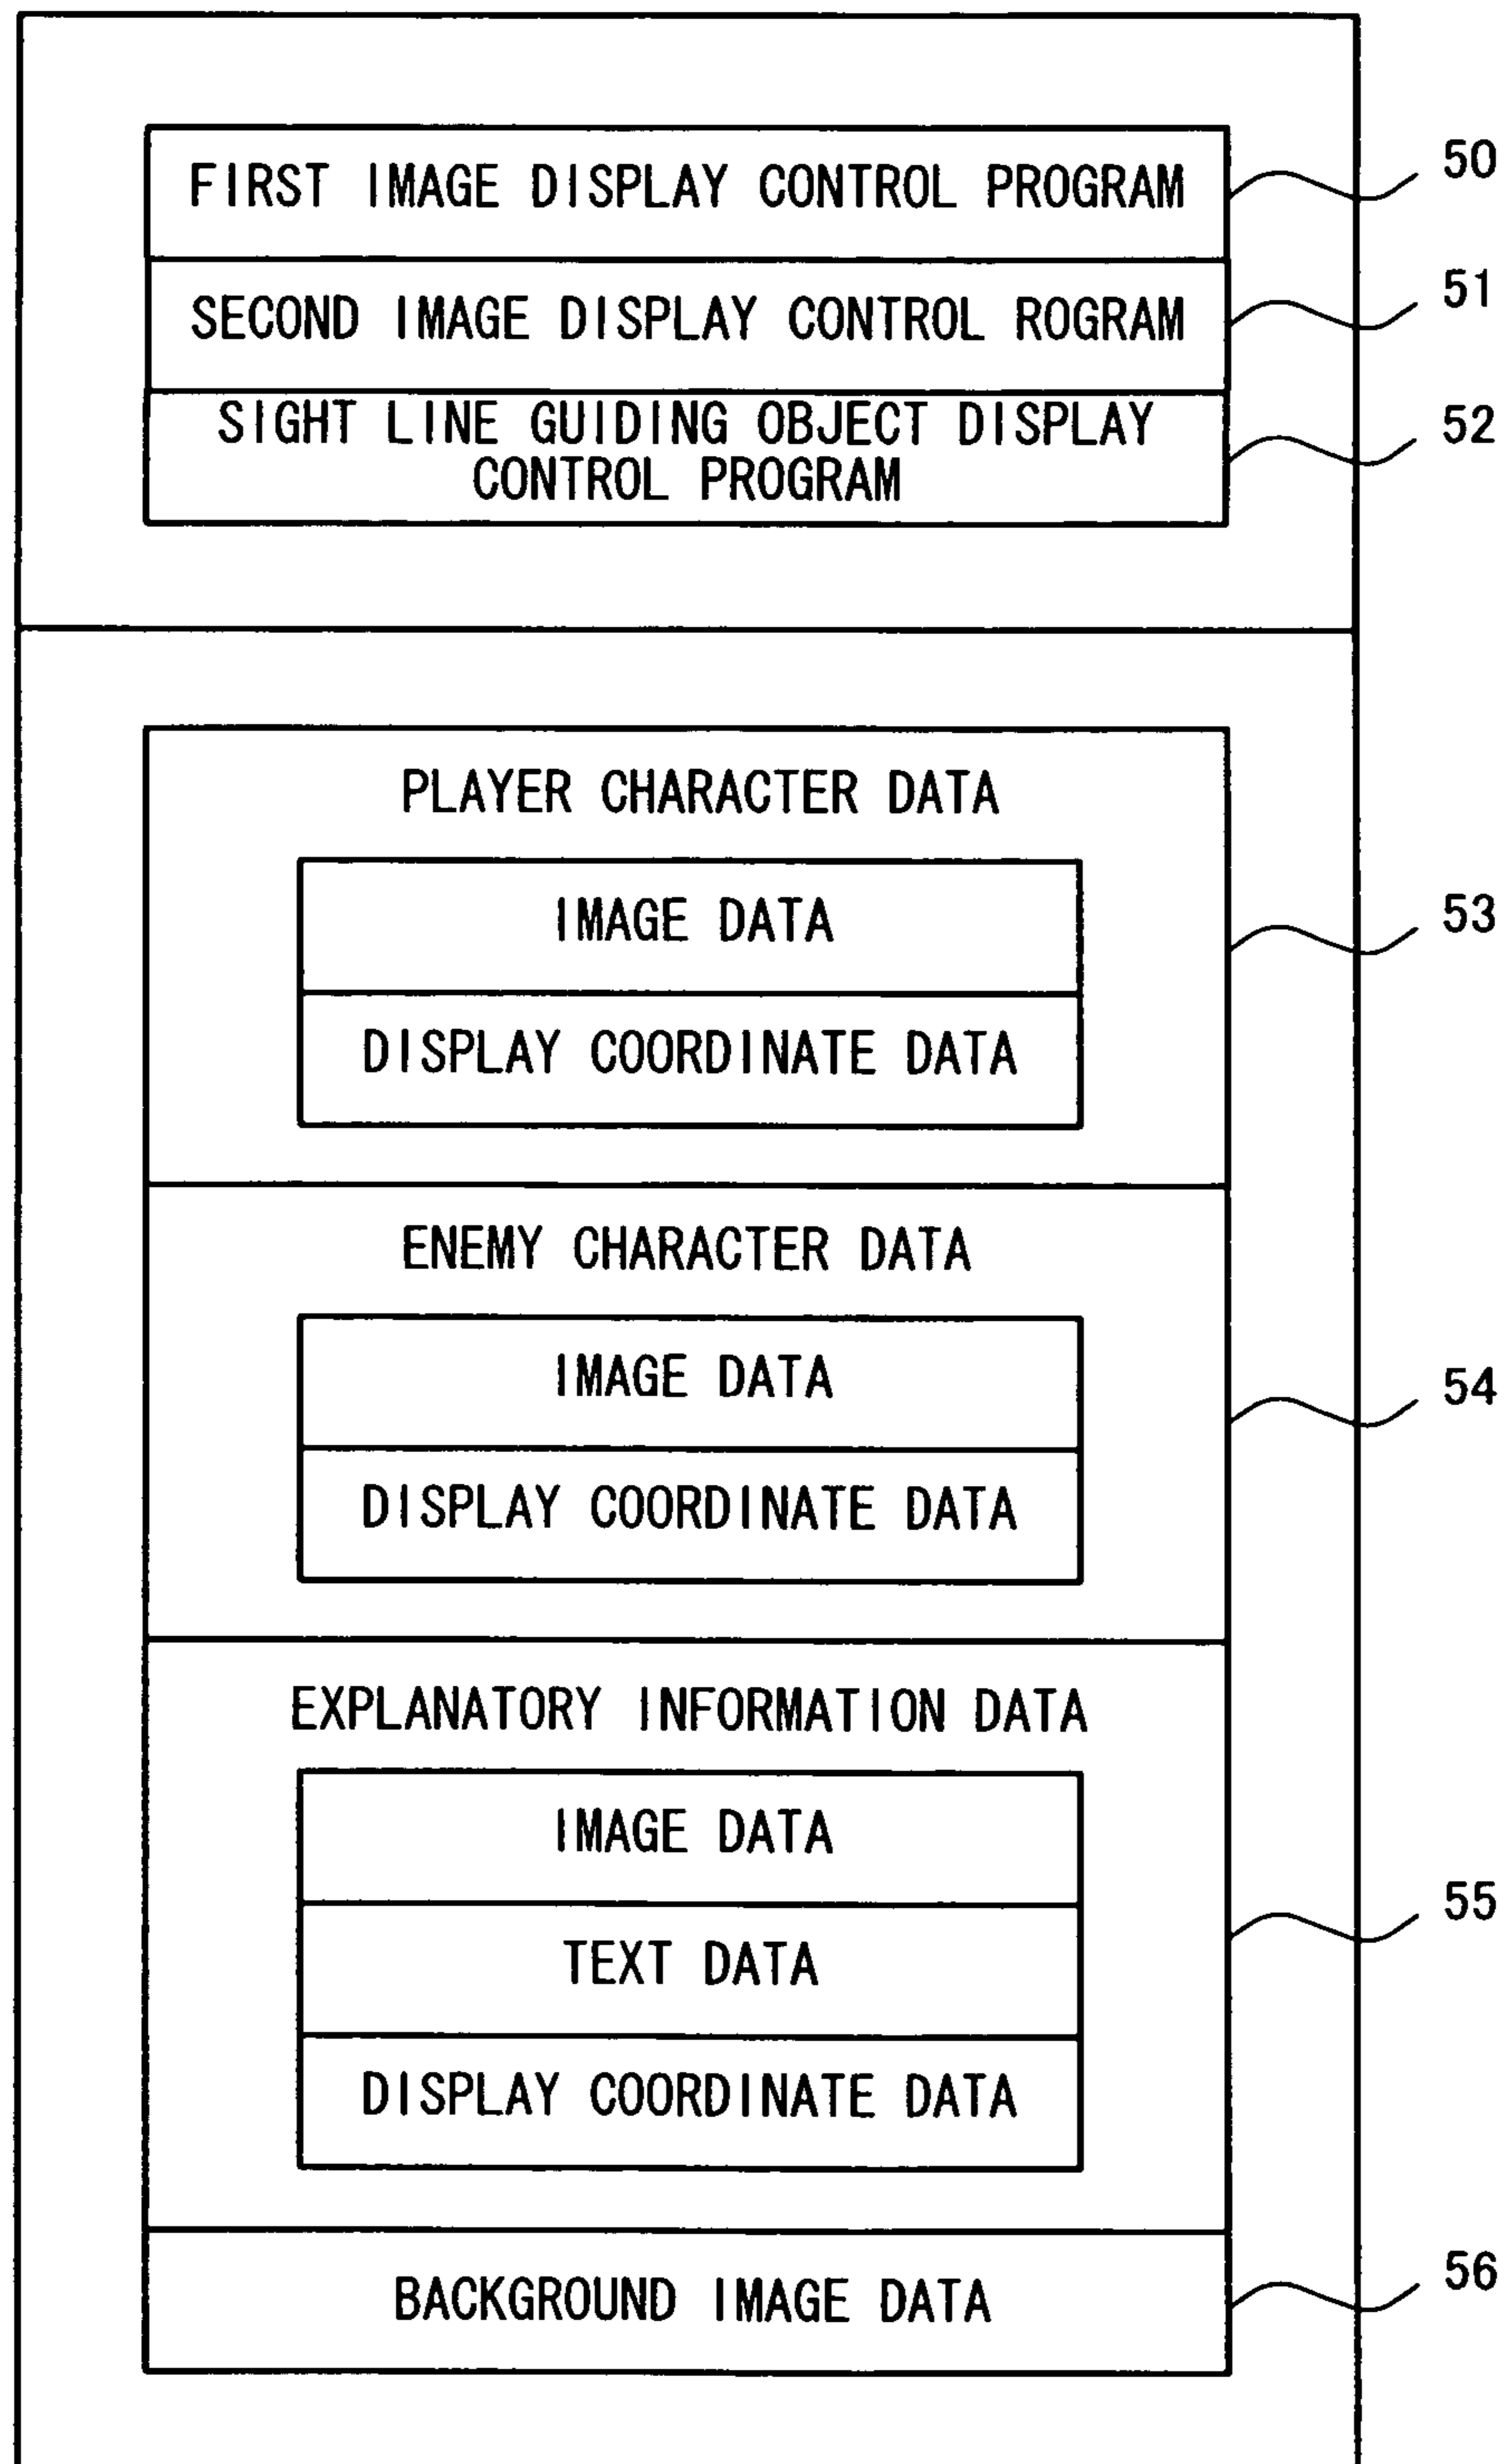 FIRST IMAGE DISPLAY CONTROL PROGRAM
50
SECOND IMAGE DISPLAY CONTROL ROGRAM
51
SIGHT LINE GUIDING OBJECT DISPLAY
CONTROL PROGRAM
52
PLAYER CHARACTER DATA
IMAGE DATA
53
DISPLAY COORDINATE DATA
ENEMY CHARACTER DATA
IMAGE DATA
54
DISPLAY COORDINATE DATA
EXPLANATORY INFORMATION DATA
IMAGE DATA
55
TEXT DATA
DISPLAY COORDINATE DATA
BACKGROUND IMAGE DATA
56